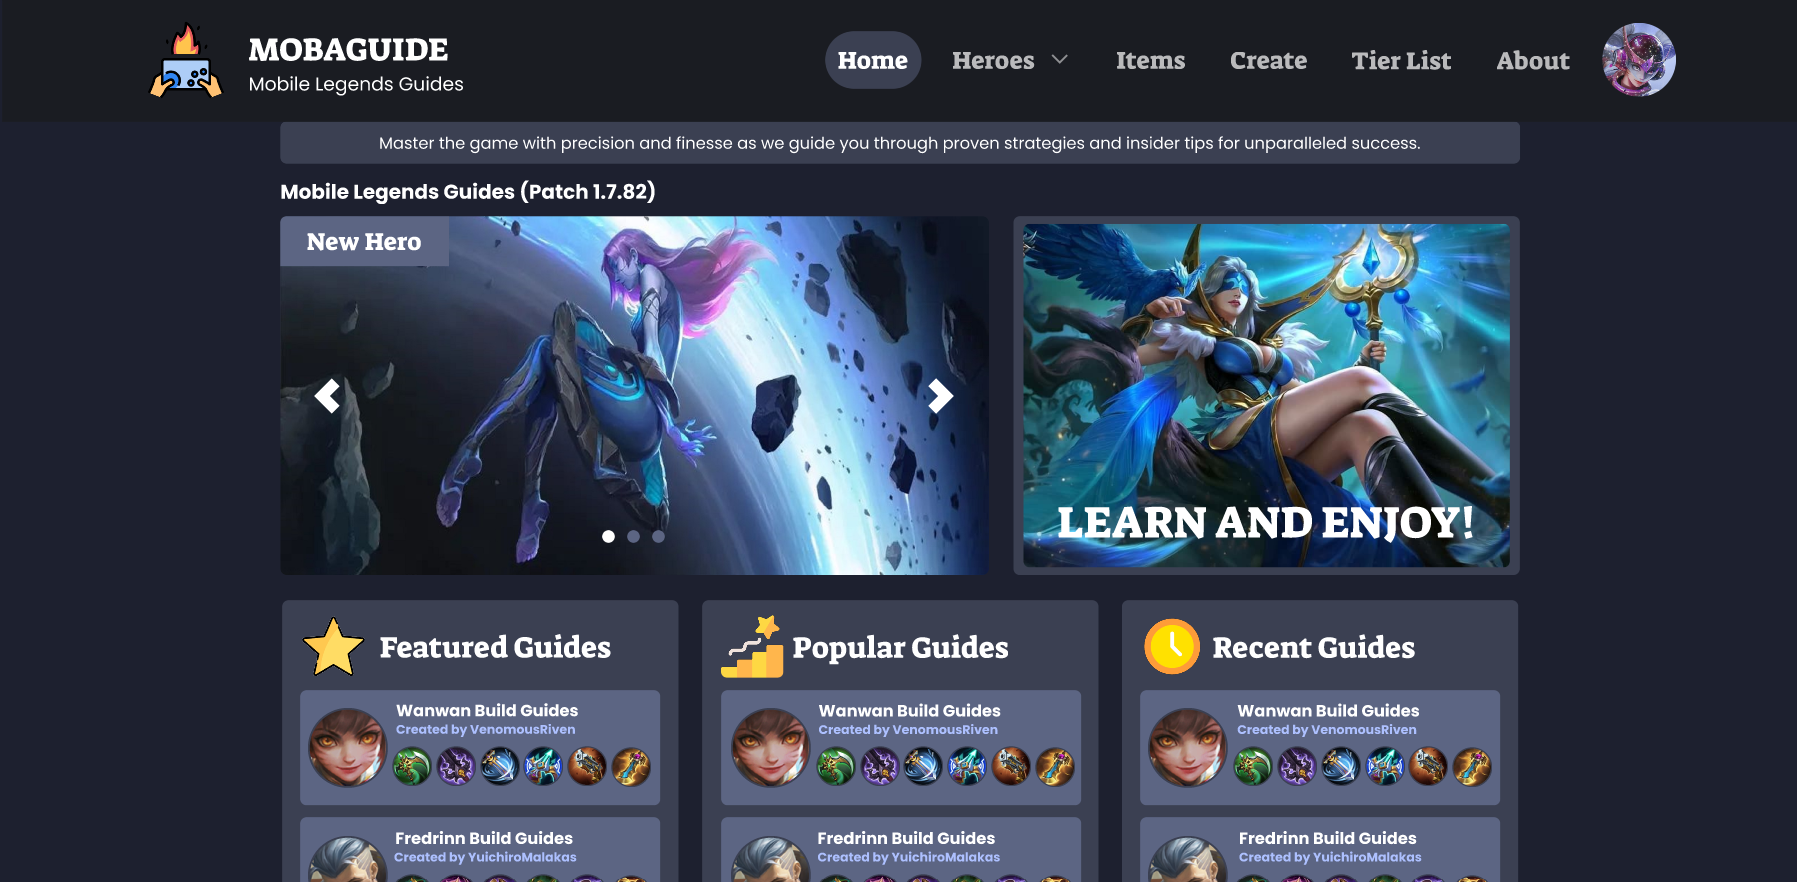 MOBAGUIDE
Mobile Legends Guides
Home
Heroes
Items
Create
Tier List
About
Master the game with precision and finesse as we guide you through proven strategies and insider tips for unparalleled success.
Mobile Legends Guides (Patch 1.7.82)
New Hero
LEARN AND ENJOY!
Featured Guides
Wanwan Build Guides
Created by VenomousRiven
Fredrinn Build Guides
Created by YuichiroMalakas
Popular Guides
Wanwan Build Guides
Created by VenomousRiven
Fredrinn Build Guides
Created by YuichiroMalakas
Recent Guides
Wanwan Build Guides
Created by VenomousRiven
Fredrinn Build Guides
Created by YuichiroMalakas